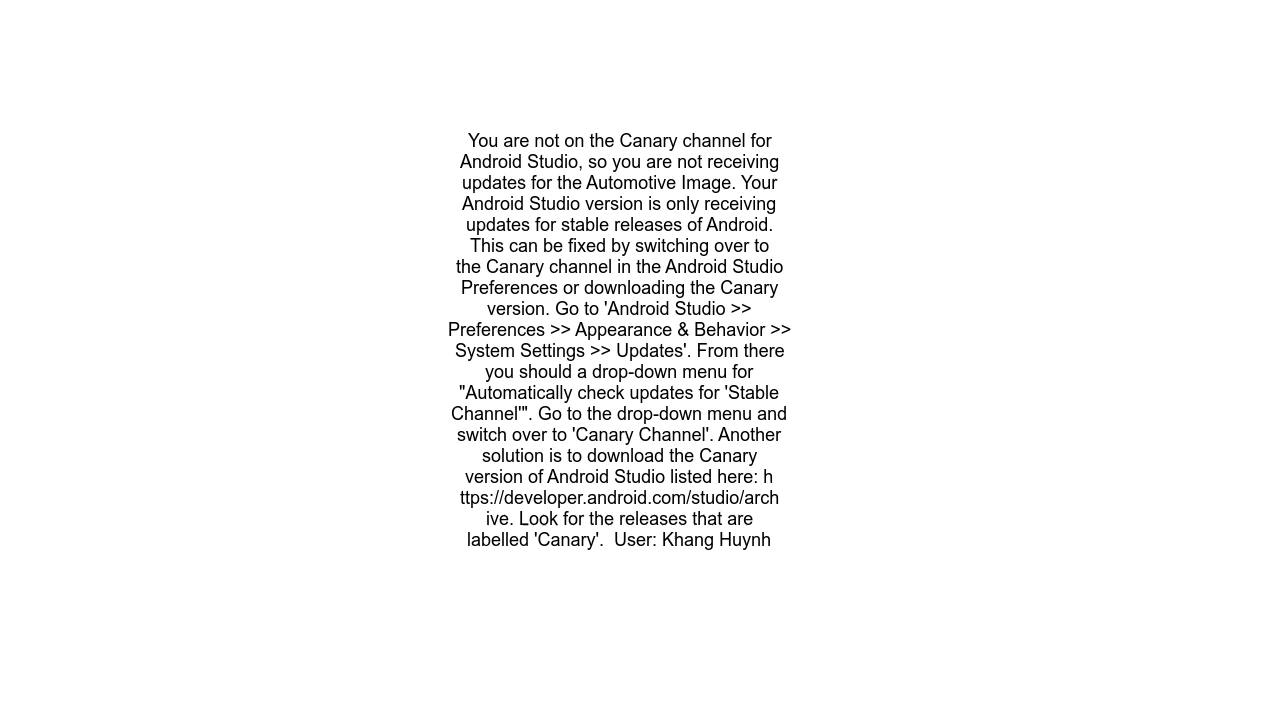 You are not on the Canary channel for
Android Studio, so you are not receiving
updates for the Automotive Image. Your
Android Studio version is only receiving
updates for stable releases of Android.
This can be fixed by switching over to
the Canary channel in the Android Studio
Preferences or downloading the Canary
version. Go to 'Android Studio >>
Preferences >> Appearance & Behavior >>
System Settings >> Updates'. From there
you should a drop-down menu for
"Automatically check updates for 'Stable
Channel'". Go to the drop-down menu and
switch over to 'Canary Channel'. Another
solution is to download the Canary
version of Android Studio listed here: h
ttps://developer.android.com/studio/arch
ive. Look for the releases that are
labelled 'Canary'.  User: Khang Huynh